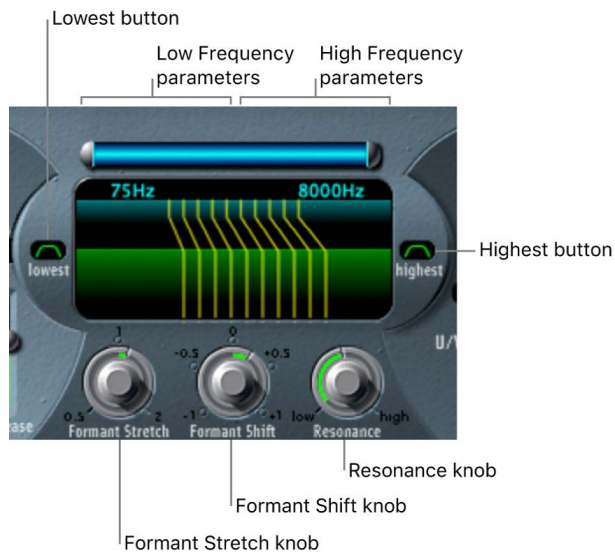 Lowest button
Low Frequency parameters
High Frequency parameters
75Hz
8000Hz
lowest
highest
Highest button
U/V
1
0.5
2
Formant Stretch
0
-0.5
+0.5
-1
+1
Formant Shift
low
high
Resonance
ease
Resonance knob
Formant Shift knob
Formant Stretch knob